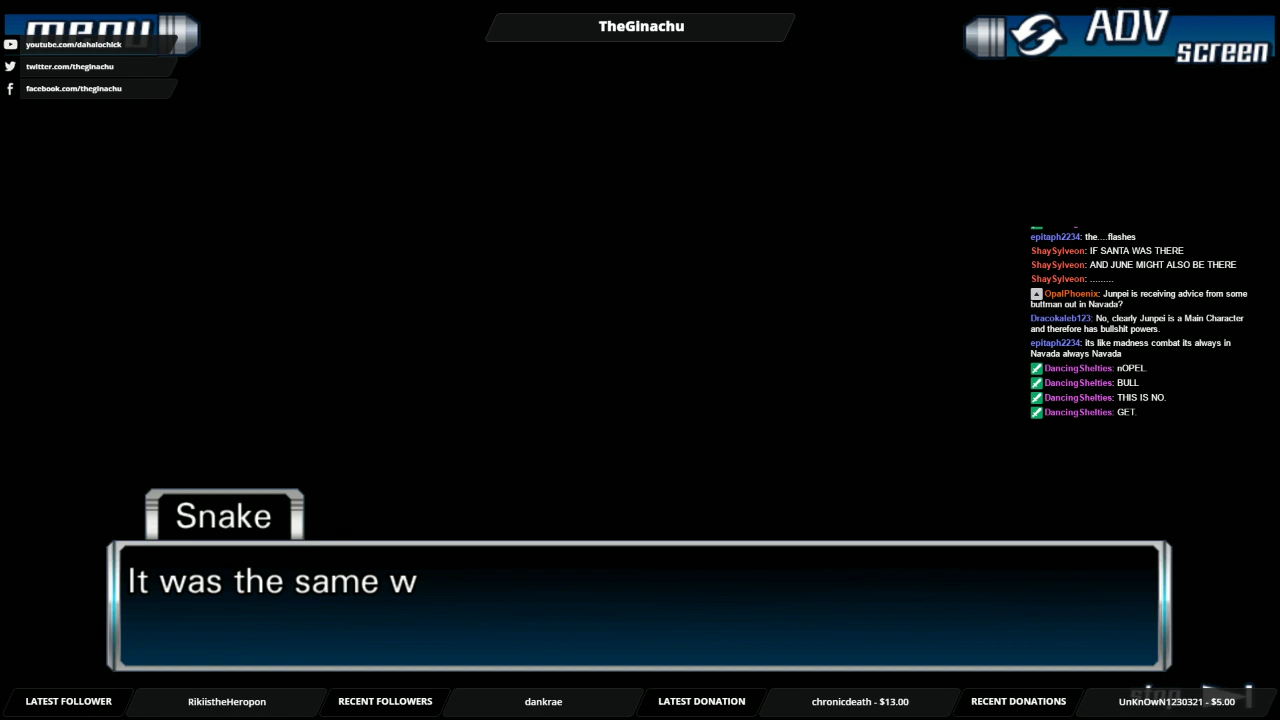 menu
TheGinachu
ADV
screen
youtube.com/dahalochick
twitter.com/theginachu
facebook.com/theginachu
epitaph2234: the....flashes
ShaySylveon: IF SANTA WAS THERE
ShaySylveon: AND JUNE MIGHT ALSO BE THERE
ShaySylveon: .........
OpalPhoenix: Junpei is receiving advice from some
buttman out in Navada?
Dracokaleb123: No, clearly Junpei is a Main Character
and therefore has bullshit powers.
epitaph2234: its like madness combat its always in
Navada always Navada
DancingShelties: nOPEL.
DancingShelties: BULL
DancingShelties: THIS IS NO.
DancingShelties: GET.
Snake
It was the same w
stop
LATEST FOLLOWER
RikiistheHeropon
RECENT FOLLOWERS
dankrae
LATEST DONATION
chronicdeath - $13.00
RECENT DONATIONS
UnKnOwN1230321 - $5.00